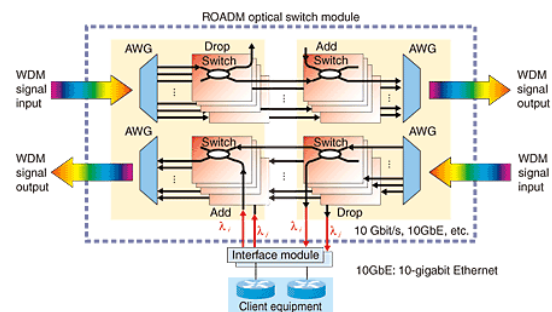 ROADM optical switch module
AWG
Drop
Add
AWG
Switch
Switch
WDM
signal
input
WDM
signal
output
AWG
AWG
Switch
Switch
WDM
signal
output
WDM
signal
input
Add
Drop
λi
λj
λi
λj
10 Gbit/s, 10GbE, etc.
Interface module
10GbE: 10-gigabit Ethernet
Client equipment